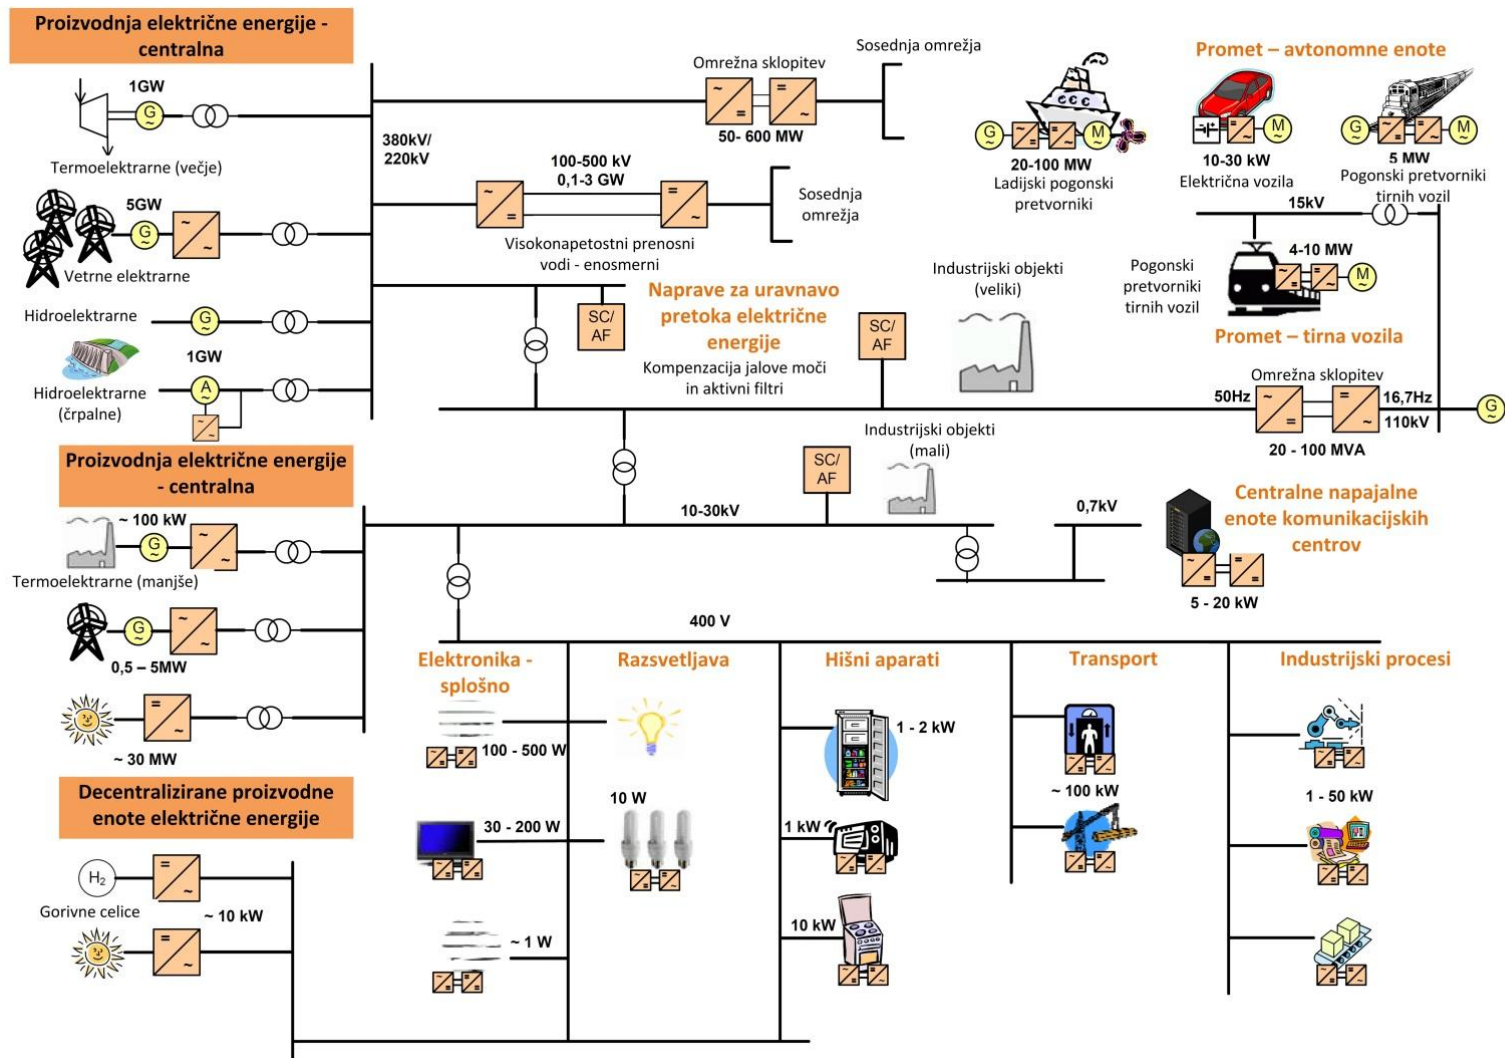 Proizvodnja električne energije -
centralna
1GW
G
~
Termoelektrarne (večje)
5GW
G
~
~
~
Vetrne elektrarne
Hidroelektrarne
G
~
1GW
A
~
Hidroelektrarne
(črpalne)
~
~
380kV/
220kV
Omrežna sklopitev
~
=
=
~
50- 600 MW
Sosednja omrežja
100-500 kV
0,1-3 GW
~
=
=
~
Sosednja
omrežja
Visokonapetostni prenosni
vodi - enosmerni
SC/
AF
Naprave za uravnavo
pretoka električne
energije
Kompenzacija jalove moči
in aktivni filtri
SC/
AF
Industrijski objekti
(veliki)
G
~
M
~
20-100 MW
Ladijski pogonski
pretvorniki
Promet – avtonomne enote
M
~
10-30 kW
Električna vozila
G
~
M
~
5 MW
Pogonski pretvorniki
tirnih vozil
15kV
4-10 MW
M
~
Pogonski
pretvorniki
tirnih vozil
Promet – tirna vozila
Omrežna sklopitev
50Hz
~
=
=
~
16,7Hz
110kV
G
~
20 - 100 MVA
Proizvodnja električne energije
- centralna
~ 100 kW
G
~
~
~
Termoelektrarne (manjše)
G
~
~
~
0,5 – 5MW
=
~
~ 30 MW
10-30kV
SC/
AF
Industrijski objekti
(mali)
0,7kV
Centralne napajalne
enote komunikacijskih
centrov
~
=
=
=
5 - 20 kW
400 V
Elektronika -
splošno
100 - 500 W
30 - 200 W
~ 1 W
Razsvetljava
10 W
Hišni aparati
1 - 2 kW
1 kW
10 kW
Transport
~ 100 kW
Industrijski procesi
1 - 50 kW
Decentralizirane proizvodne
enote električne energije
H2
=
~
Gorivne celice
~ 10 kW
=
~